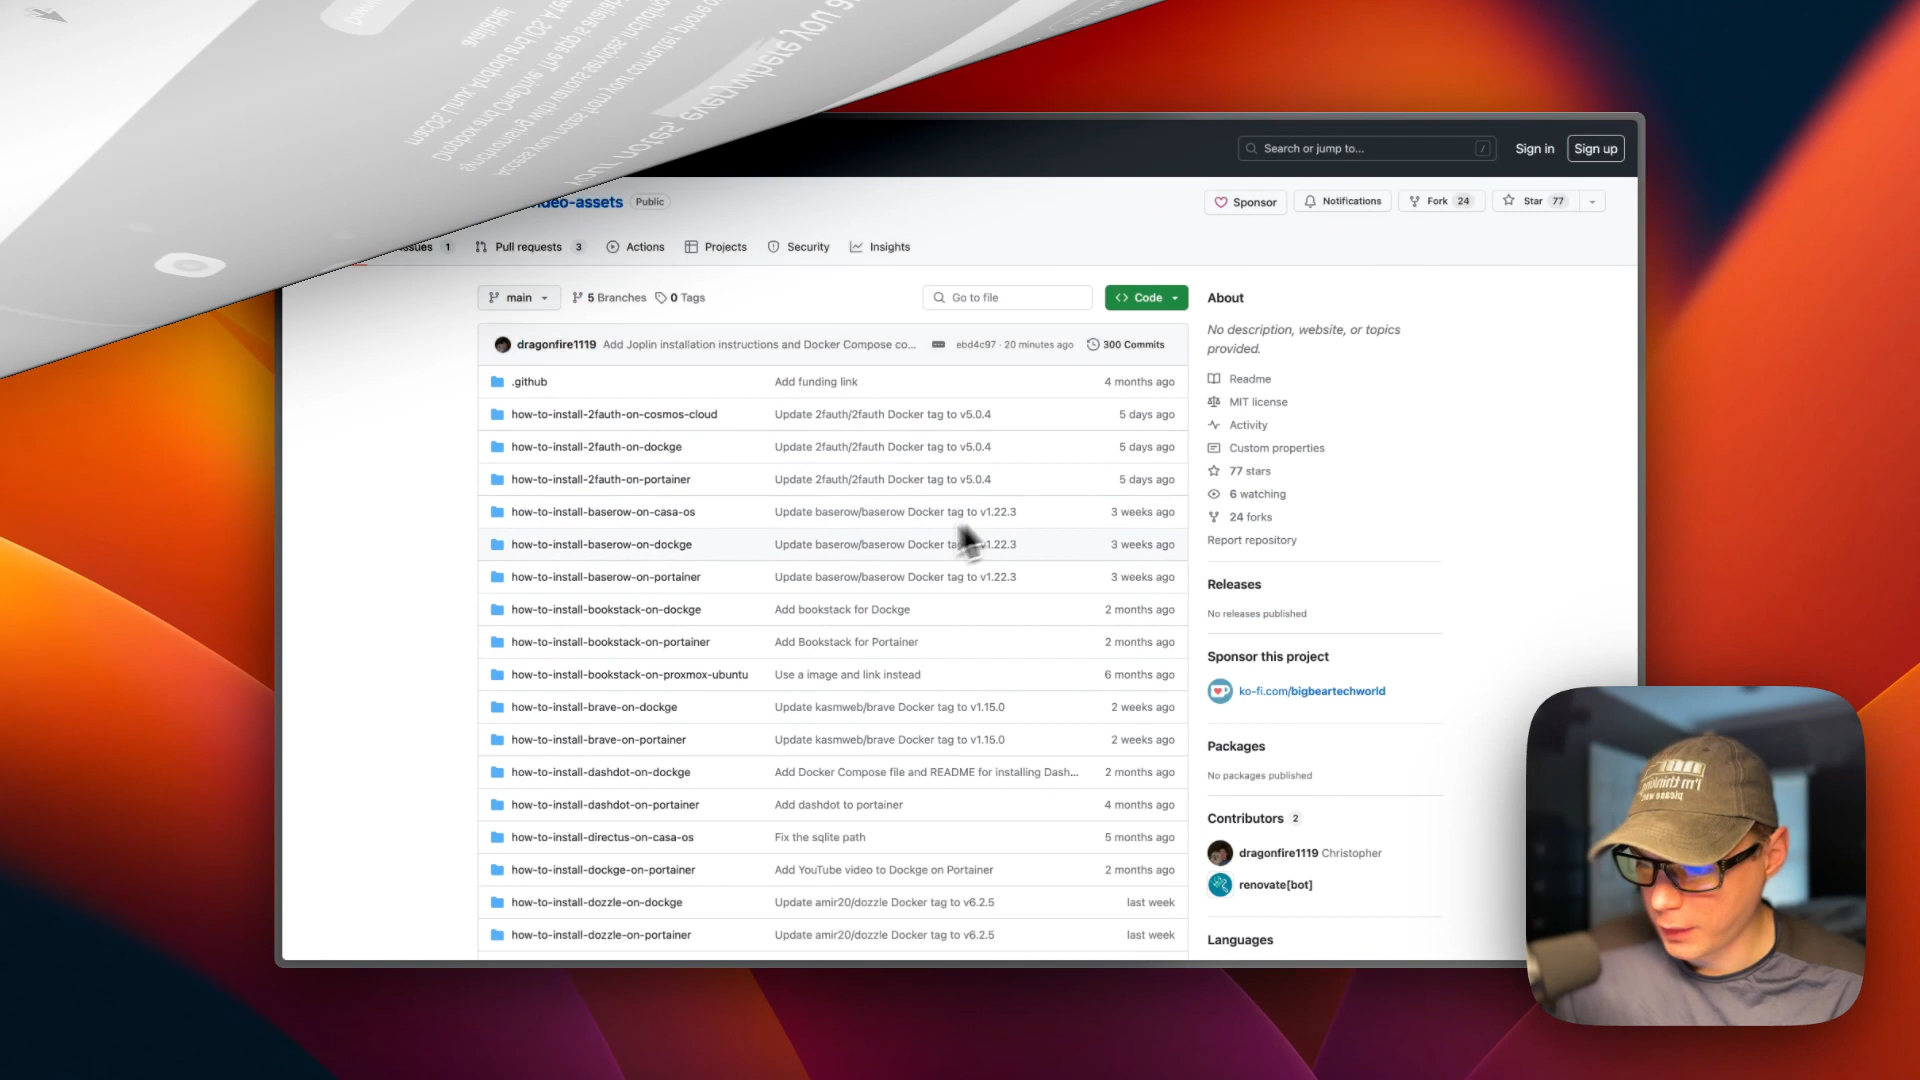 your notes, everywhere you
Search or jump to...
/
Sign in
Sign up
video-assets
Public
Sponsor
Notifications
Fork 24
Star 77
Issues 1
Pull requests 3
Actions
Projects
Security
Insights
main
5 Branches
0 Tags
Go to file
Code
About
No description, website, or topics
provided.
dragonfire1119 Add Joplin installation instructions and Docker Compose co...
ebd4c97 · 20 minutes ago
300 Commits
.github Add funding link 4 months ago
how-to-install-2fauth-on-cosmos-cloud Update 2fauth/2fauth Docker tag to v5.0.4 5 days ago
how-to-install-2fauth-on-dockge Update 2fauth/2fauth Docker tag to v5.0.4 5 days ago
how-to-install-2fauth-on-portainer Update 2fauth/2fauth Docker tag to v5.0.4 5 days ago
how-to-install-baserow-on-casa-os Update baserow/baserow Docker tag to v1.22.3 3 weeks ago
how-to-install-baserow-on-dockge Update baserow/baserow Docker tag to v1.22.3 3 weeks ago
how-to-install-baserow-on-portainer Update baserow/baserow Docker tag to v1.22.3 3 weeks ago
how-to-install-bookstack-on-dockge Add bookstack for Dockge 2 months ago
how-to-install-bookstack-on-portainer Add Bookstack for Portainer 2 months ago
how-to-install-bookstack-on-proxmox-ubuntu Use a image and link instead 6 months ago
how-to-install-brave-on-dockge Update kasmweb/brave Docker tag to v1.15.0 2 weeks ago
how-to-install-brave-on-portainer Update kasmweb/brave Docker tag to v1.15.0 2 weeks ago
how-to-install-dashdot-on-dockge Add Docker Compose file and README for installing Dash... 2 months ago
how-to-install-dashdot-on-portainer Add dashdot to portainer 4 months ago
how-to-install-directus-on-casa-os Fix the sqlite path 5 months ago
how-to-install-dockge-on-portainer Add YouTube video to Dockge on Portainer 2 months ago
how-to-install-dozzle-on-dockge Update amir20/dozzle Docker tag to v6.2.5 last week
how-to-install-dozzle-on-portainer Update amir20/dozzle Docker tag to v6.2.5 last week
Readme
MIT license
Activity
Custom properties
77 stars
6 watching
24 forks
Report repository
Releases
No releases published
Sponsor this project
ko-fi.com/bigbeartechworld
Packages
No packages published
Contributors 2
dragonfire1119 Christopher
renovate[bot]
Languages
I'm thinking
please wait